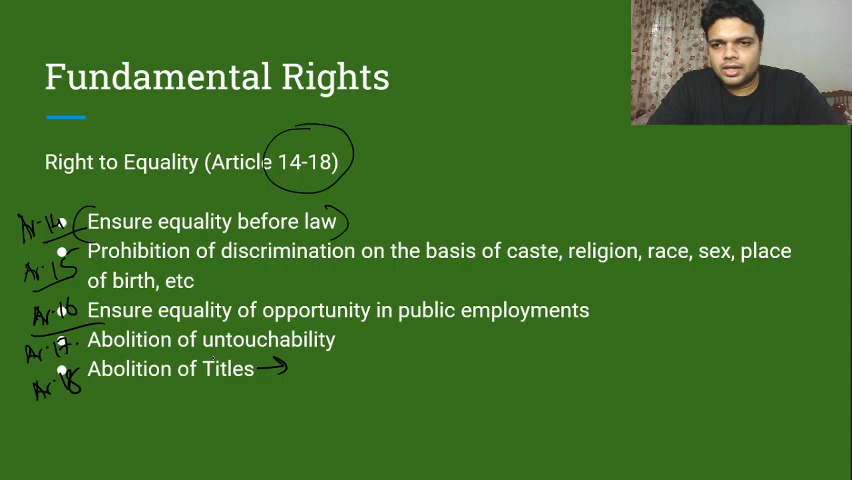 Fundamental Rights
Right to Equality (Article 14-18)
Ar-14 Ensure equality before law
Ar-15 Prohibition of discrimination on the basis of caste, religion, race, sex, place
of birth, etc
Ar-16 Ensure equality of opportunity in public employments
Ar-17 Abolition of untouchability
Ar-18 Abolition of Titles →